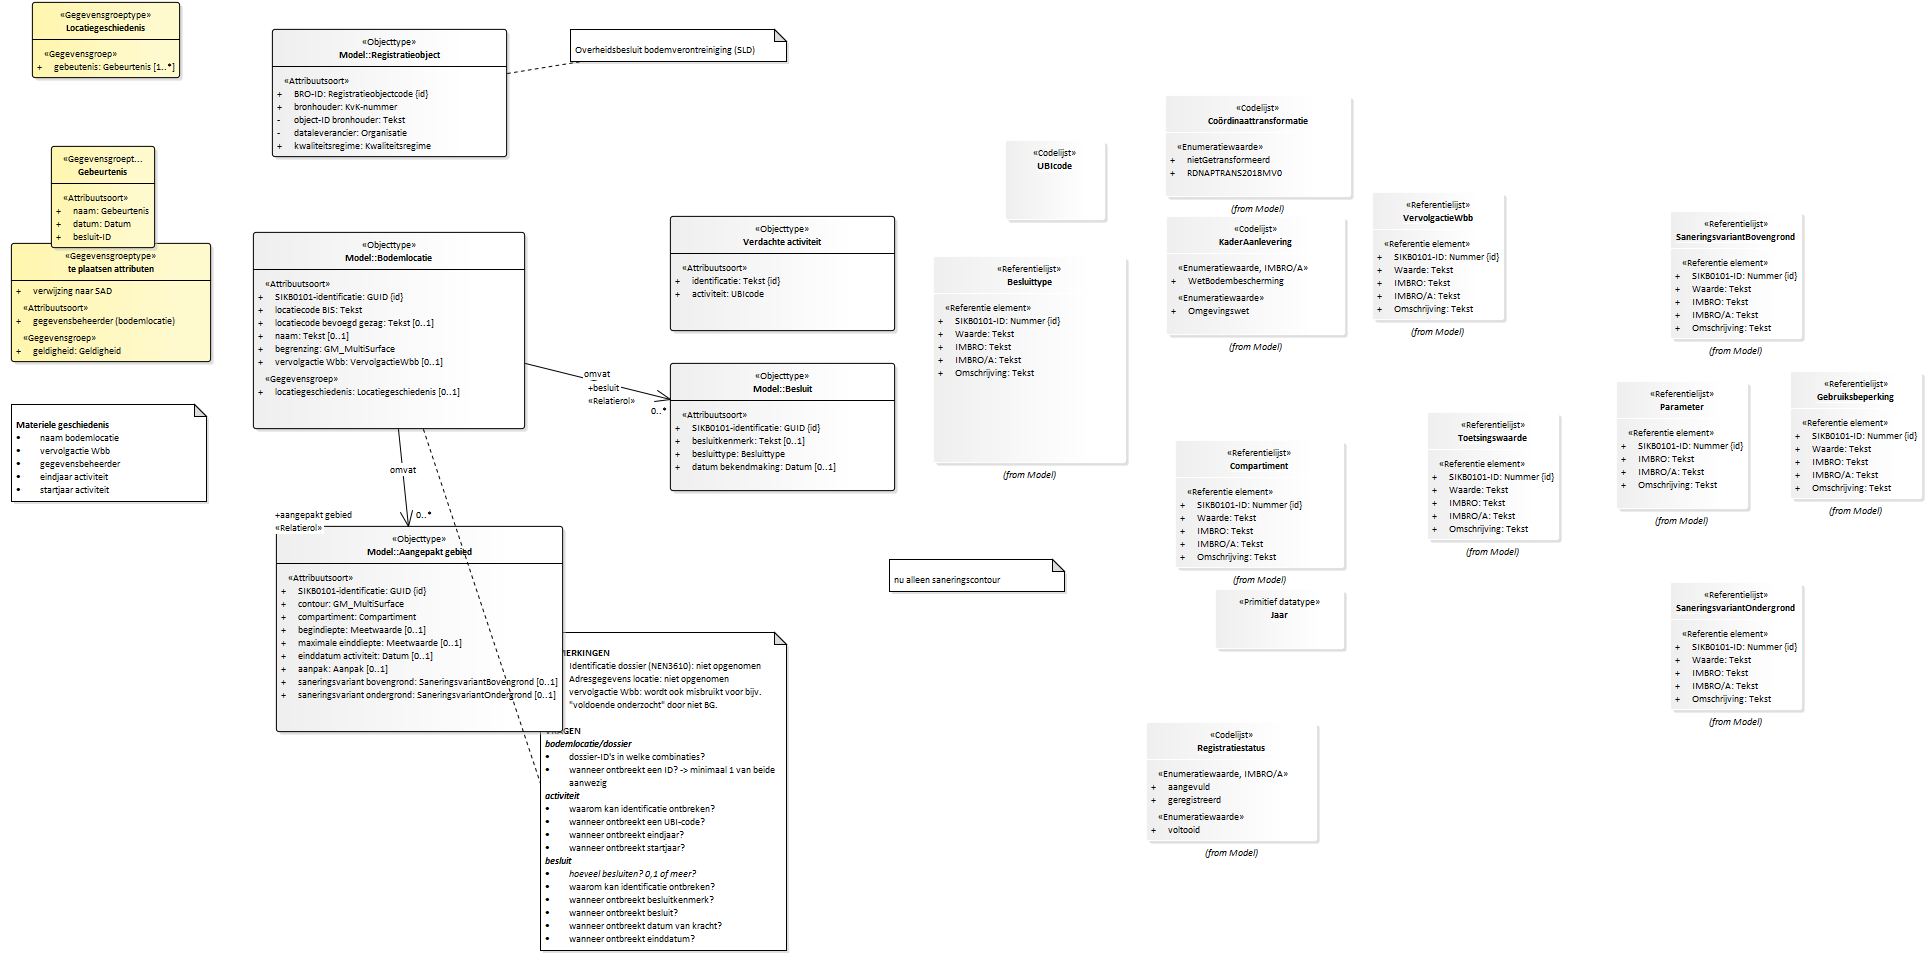 «Gegevensgroeptype»
Locatiegeschiedenis
«Gegevensgroep»
+ gebeutenis: Gebeurtenis [1..*]
«Gegevensgroept...
Gebeurtenis
«Attribuutsoort»
+ naam: Gebeurtenis
+ datum: Datum
+ besluit-ID
«Gegevensgroeptype»
te plaatsen attributen
+ verwijzing naar SAD
«Attribuutsoort»
+ gegevensbeheerder (bodemlocatie)
«Gegevensgroep»
+ geldigheid: Geldigheid
Materiele geschiedenis
• naam bodemlocatie
• vervolgactie Wbb
• gegevensbeheerder
• eindjaar activiteit
• startjaar activiteit
«Objecttype»
Model::Registratieobject
«Attribuutsoort»
+ BRO-ID: Registratieobjectcode {id}
+ bronhouder: KvK-nummer
- object-ID bronhouder: Tekst
- dataleverancier: Organisatie
+ kwaliteitsregime: Kwaliteitsregime
Overheidsbesluit bodemverontreiniging (SLD)
«Objecttype»
Model::Bodemlocatie
«Attribuutsoort»
+ SIKB0101-identificatie: GUID {id}
+ locatiecode BIS: Tekst
+ locatiecode bevoegd gezag: Tekst [0..1]
+ naam: Tekst [0..1]
+ begrenzing: GM_MultiSurface
+ vervolgactie Wbb: VervolgactieWbb [0..1]
«Gegevensgroep»
+ locatiegeschiedenis: Locatiegeschiedenis [0..1]
omvat
+besluit
«Relatierol»
0..*
omvat
+aangepakt gebied
0..*
«Relatierol»
«Objecttype»
Model::Aangepakt gebied
«Attribuutsoort»
+ SIKB0101-identificatie: GUID {id}
+ contour: GM_MultiSurface
+ compartiment: Compartiment
+ begindiepte: Meetwaarde [0..1]
+ maximale einddiepte: Meetwaarde [0..1]
+ einddatum activiteit: Datum [0..1]
+ aanpak: Aanpak [0..1]
+ saneringsvariant bovengrond: SaneringsvariantBovengrond [0..1]
+ saneringsvariant ondergrond: SaneringsvariantOndergrond [0..1]
«Objecttype»
Verdachte activiteit
«Attribuutsoort»
+ identificatie: Tekst {id}
+ activiteit: UBIcode
«Objecttype»
Model::Besluit
«Attribuutsoort»
+ SIKB0101-identificatie: GUID {id}
+ besluitkenmerk: Tekst [0..1]
+ besluittype: Besluittype
+ datum bekendmaking: Datum [0..1]
nu alleen saneringscontour
MERKINGEN
Identificatie dossier (NEN3610): niet opgenomen
Adresgegevens locatie: niet opgenomen
vervolgactie Wbb: wordt ook misbruikt voor bijv.
"voldoende onderzocht" door niet BG.
VRAGEN
bodemlocatie/dossier
• dossier-ID's in welke combinaties?
• wanneer ontbreekt een ID? -> minimaal 1 van beide
aanwezig
activiteit
• waarom kan identificatie ontbreken?
• wanneer ontbreekt een UBI-code?
• wanneer ontbreekt eindjaar?
• wanneer ontbreekt startjaar?
besluit
• hoeveel besluiten? 0,1 of meer?
• waarom kan identificatie ontbreken?
• wanneer ontbreekt besluitkenmerk?
• wanneer ontbreekt besluit?
• wanneer ontbreekt datum van kracht?
• wanneer ontbreekt einddatum?
«Codelijst»
UBIcode
«Referentielijst»
Besluittype
«Referentie element»
+ SIKB0101-ID: Nummer {id}
+ Waarde: Tekst
+ IMBRO: Tekst
+ IMBRO/A: Tekst
+ Omschrijving: Tekst
(from Model)
«Codelijst»
Coördinaattransformatie
«Enumeratiewaarde»
+ nietGetransformeerd
+ RDNAPTRANS2018MV0
(from Model)
«Codelijst»
KaderAanlevering
«Enumeratiewaarde, IMBRO/A»
+ WetBodembescherming
«Enumeratiewaarde»
+ Omgevingswet
(from Model)
«Referentielijst»
VervolgactieWbb
«Referentie element»
+ SIKB0101-ID: Nummer {id}
+ Waarde: Tekst
+ IMBRO: Tekst
+ IMBRO/A: Tekst
+ Omschrijving: Tekst
(from Model)
«Referentielijst»
SaneringsvariantBovengrond
«Referentie element»
+ SIKB0101-ID: Nummer {id}
+ Waarde: Tekst
+ IMBRO: Tekst
+ IMBRO/A: Tekst
+ Omschrijving: Tekst
(from Model)
«Referentielijst»
Compartiment
«Referentie element»
+ SIKB0101-ID: Nummer {id}
+ Waarde: Tekst
+ IMBRO: Tekst
+ IMBRO/A: Tekst
+ Omschrijving: Tekst
(from Model)
«Referentielijst»
Toetsingswaarde
«Referentie element»
+ SIKB0101-ID: Nummer {id}
+ Waarde: Tekst
+ IMBRO: Tekst
+ IMBRO/A: Tekst
+ Omschrijving: Tekst
(from Model)
«Referentielijst»
Parameter
«Referentie element»
+ SIKB0101-ID: Nummer {id}
+ IMBRO: Tekst
+ IMBRO/A: Tekst
+ Omschrijving: Tekst
(from Model)
«Referentielijst»
Gebruiksbeperking
«Referentie element»
+ SIKB0101-ID: Nummer {id}
+ Waarde: Tekst
+ IMBRO: Tekst
+ IMBRO/A: Tekst
+ Omschrijving: Tekst
(from Model)
«Primitief datatype»
Jaar
«Referentielijst»
SaneringsvariantOndergrond
«Referentie element»
+ SIKB0101-ID: Nummer {id}
+ Waarde: Tekst
+ IMBRO: Tekst
+ IMBRO/A: Tekst
+ Omschrijving: Tekst
(from Model)
«Codelijst»
Registratiestatus
«Enumeratiewaarde, IMBRO/A»
+ aangevuld
+ geregistreerd
«Enumeratiewaarde»
+ voltooid
(from Model)